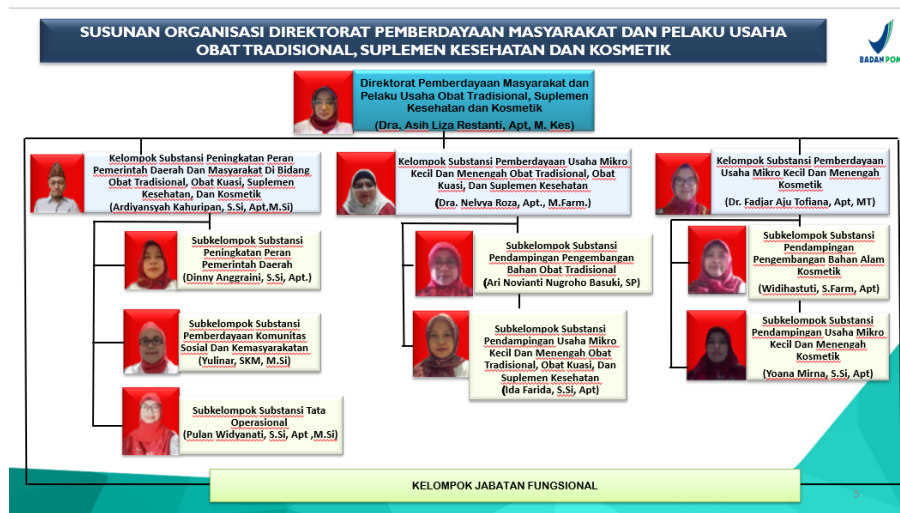 SUSUNAN ORGANISASI DIREKTORAT PEMBERDAYAAN MASYARAKAT DAN PELAKU USAHA
OBAT TRADISIONAL, SUPLEMEN KESEHATAN DAN KOSMETIK
BADAN POM
Direktorat Pemberdayaan Masyarakat dan
Pelaku Usaha Obat Tradisional, Suplemen
Kesehatan dan Kosmetik
(Dra. Asih Liza Restanti, Apt, M. Kes)
Kelompok Substansi Peningkatan Peran
Pemerintah Daerah Dan Masyarakat Di Bidang
Obat Tradisional, Obat Kuasi, Suplemen
Kesehatan, Dan Kosmetik
(Ardiyansyah Kahuripan, S.Si, Apt,M.Si)
Subkelompok Substansi
Peningkatan Peran
Pemerintah Daerah
(Dinny Anggraini, S.Si, Apt.)
Subkelompok Substansi
Pemberdayaan Komunitas
Sosial Dan Kemasyarakatan
(Yulinar, SKM, M.Si)
Subkelompok Substansi Tata
Operasional
(Pulan Widyanati, S.Si, Apt ,M.Si)
Kelompok Substansi Pemberdayaan Usaha Mikro
Kecil Dan Menengah Obat Tradisional, Obat
Kuasi, Dan Suplemen Kesehatan
(Dra. Nelvya Roza, Apt., M.Farm.)
Subkelompok Substansi
Pendampingan Pengembangan
Bahan Obat Tradisional
(Ari Novianti Nugroho Basuki, SP)
Subkelompok Substansi
Pendampingan Usaha Mikro
Kecil Dan Menengah Obat
Tradisional, Obat Kuasi, Dan
Suplemen Kesehatan
(Ida Farida, S.Si, Apt)
Kelompok Substansi Pemberdayaan
Usaha Mikro Kecil Dan Menengah
Kosmetik
(Dr. Fadjar Aju Tofiana, Apt, MT)
Subkelompok Substansi
Pendampingan
Pengembangan Bahan Alam
Kosmetik
(Widihastuti, S.Farm, Apt)
Subkelompok Substansi
Pendampingan Usaha Mikro
Kecil Dan Menengah
Kosmetik
(Yoana Mirna, S.Si, Apt)
KELOMPOK JABATAN FUNGSIONAL
5